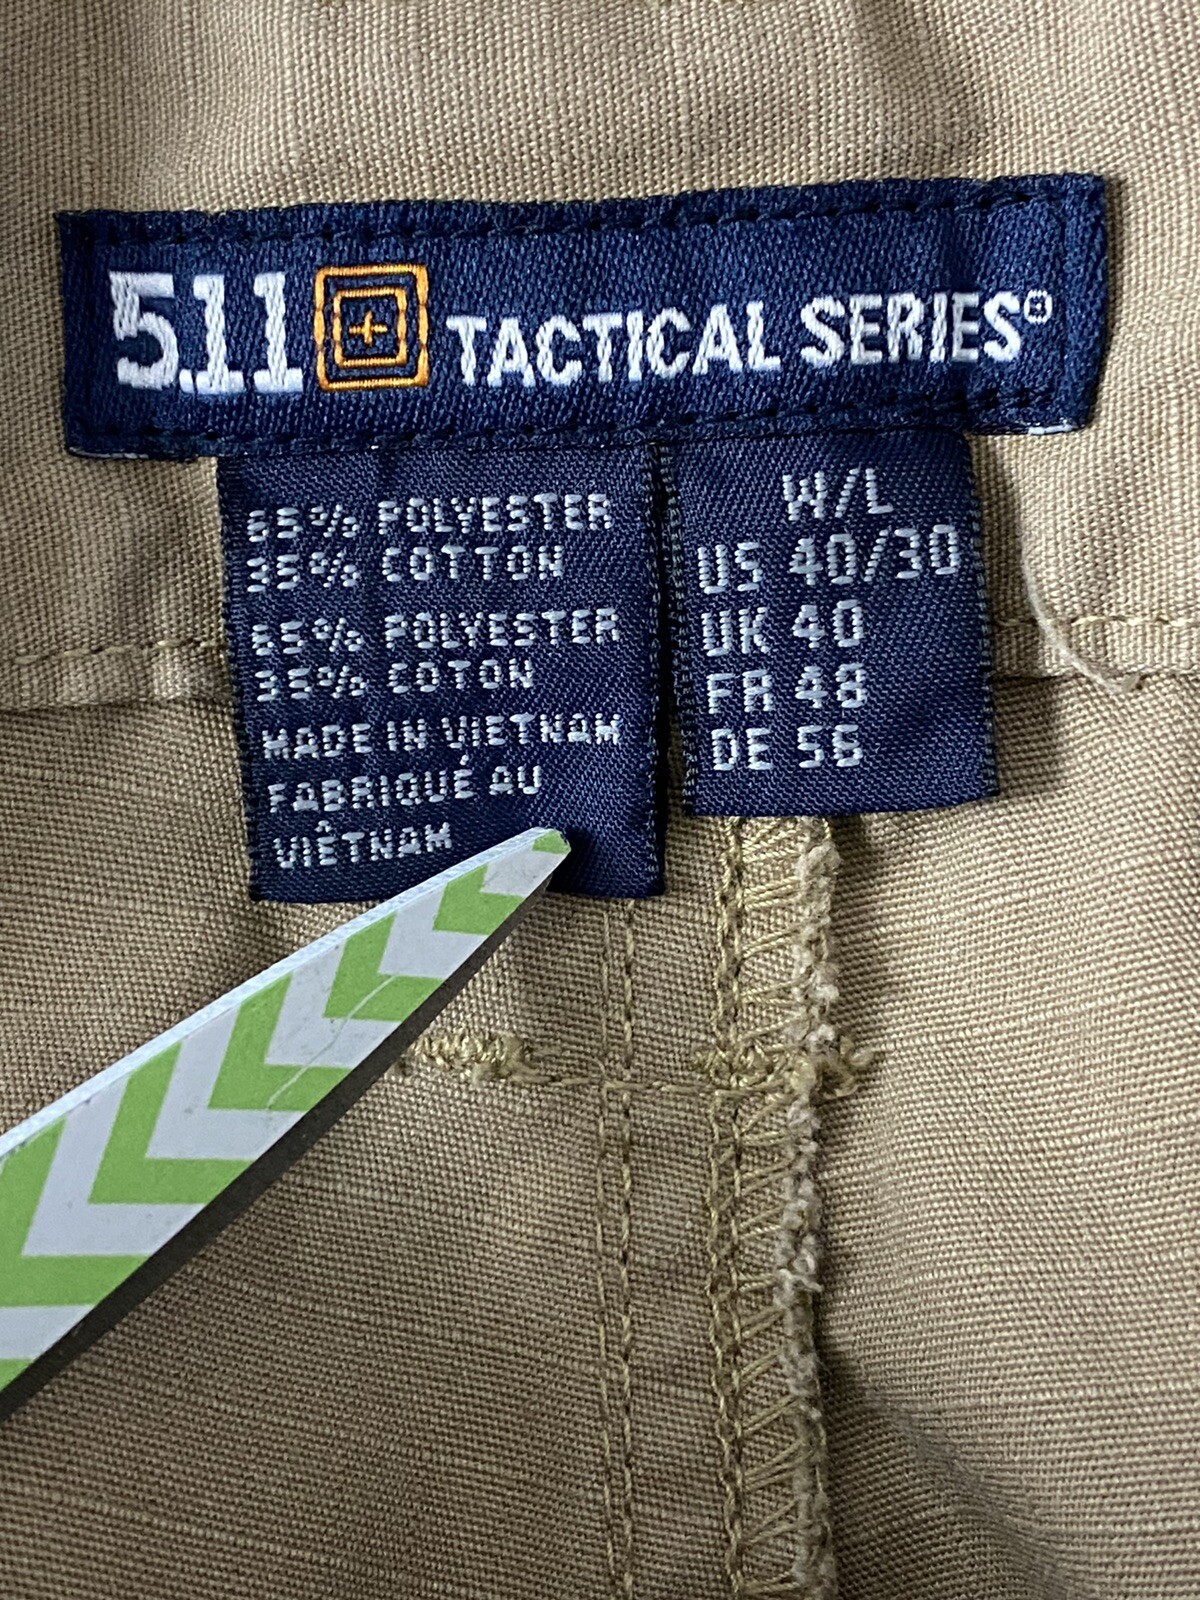 5.11 TACTICAL SERIES®
65% POLYESTER
35% COTTON
65% POLYESTER
35% COTON
MADE IN VIETNAM
FABRIQUÉ AU
VIÊTNAM
W/L
US 40/30
UK 40
FR 48
DE 56